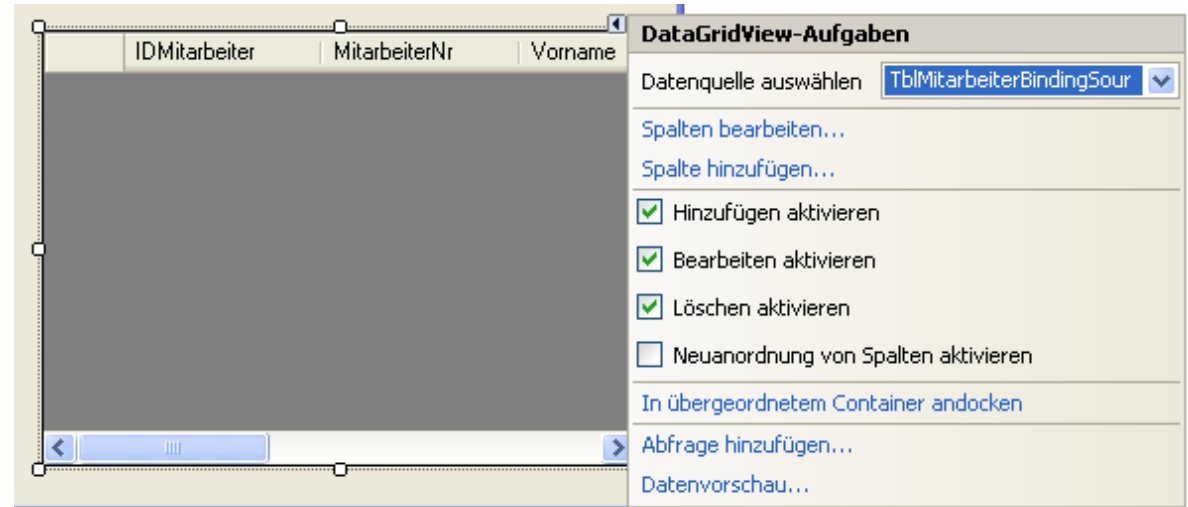 IDMitarbeiter MitarbeiterNr Vorname
DataGridView-Aufgaben
Datenquelle auswählen TblMitarbeiterBindingSour
Spalten bearbeiten...
Spalte hinzufügen...
Hinzufügen aktivieren
Bearbeiten aktivieren
Löschen aktivieren
Neuanordnung von Spalten aktivieren
In übergeordnetem Container andocken
Abfrage hinzufügen...
Datenvorschau...